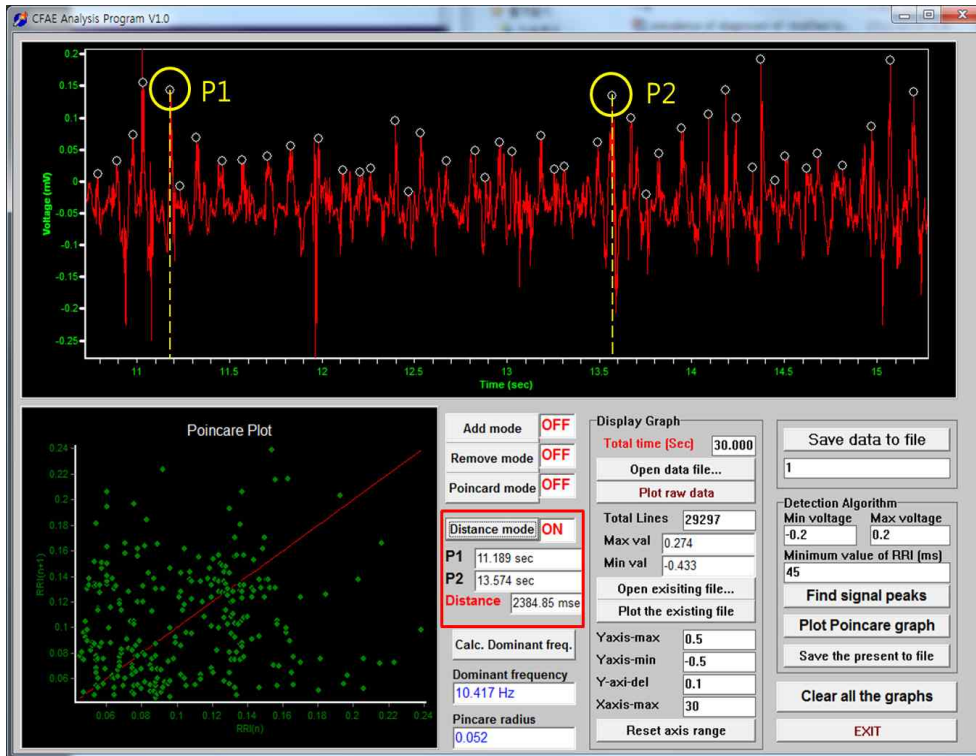 CFAE Analysis Program V1.0
0.2
0.15
0.1
0.05
0
-0.05
-0.1
-0.15
-0.2
-0.25
Voltage (mV)
P1
P2
11
11.5
12
12.5
13
13.5
14
14.5
15
Time (sec)
Poincare Plot
0.24
0.22
0.2
0.18
0.16
0.14
0.12
0.1
0.08
0.06
RRI(n+1)
0.06
0.08
0.1
0.12
0.14
0.16
0.18
0.2
0.22
0.24
RRI(n)
Add mode OFF
Remove mode OFF
Poincard mode OFF
Distance mode ON
P1 11.189 sec
P2 13.574 sec
Distance 2384.85 mse
Calc. Dominant freq.
Dominant frequency
10.417 Hz
Pincare radius
0.052
Display Graph
Total time (Sec) 30.000
Open data file...
Plot raw data
Total Lines 29297
Max val 0.274
Min val -0.433
Open exisiting file...
Plot the existing file
Yaxis-max 0.5
Yaxis-min -0.5
Y-axi-del 0.1
Xaxis-max 30
Reset axis range
Save data to file
1
Detection Algorithm
Min voltage Max voltage
-0.2 0.2
Minimum value of RRI (ms)
45
Find signal peaks
Plot Poincare graph
Save the present to file
Clear all the graphs
EXIT